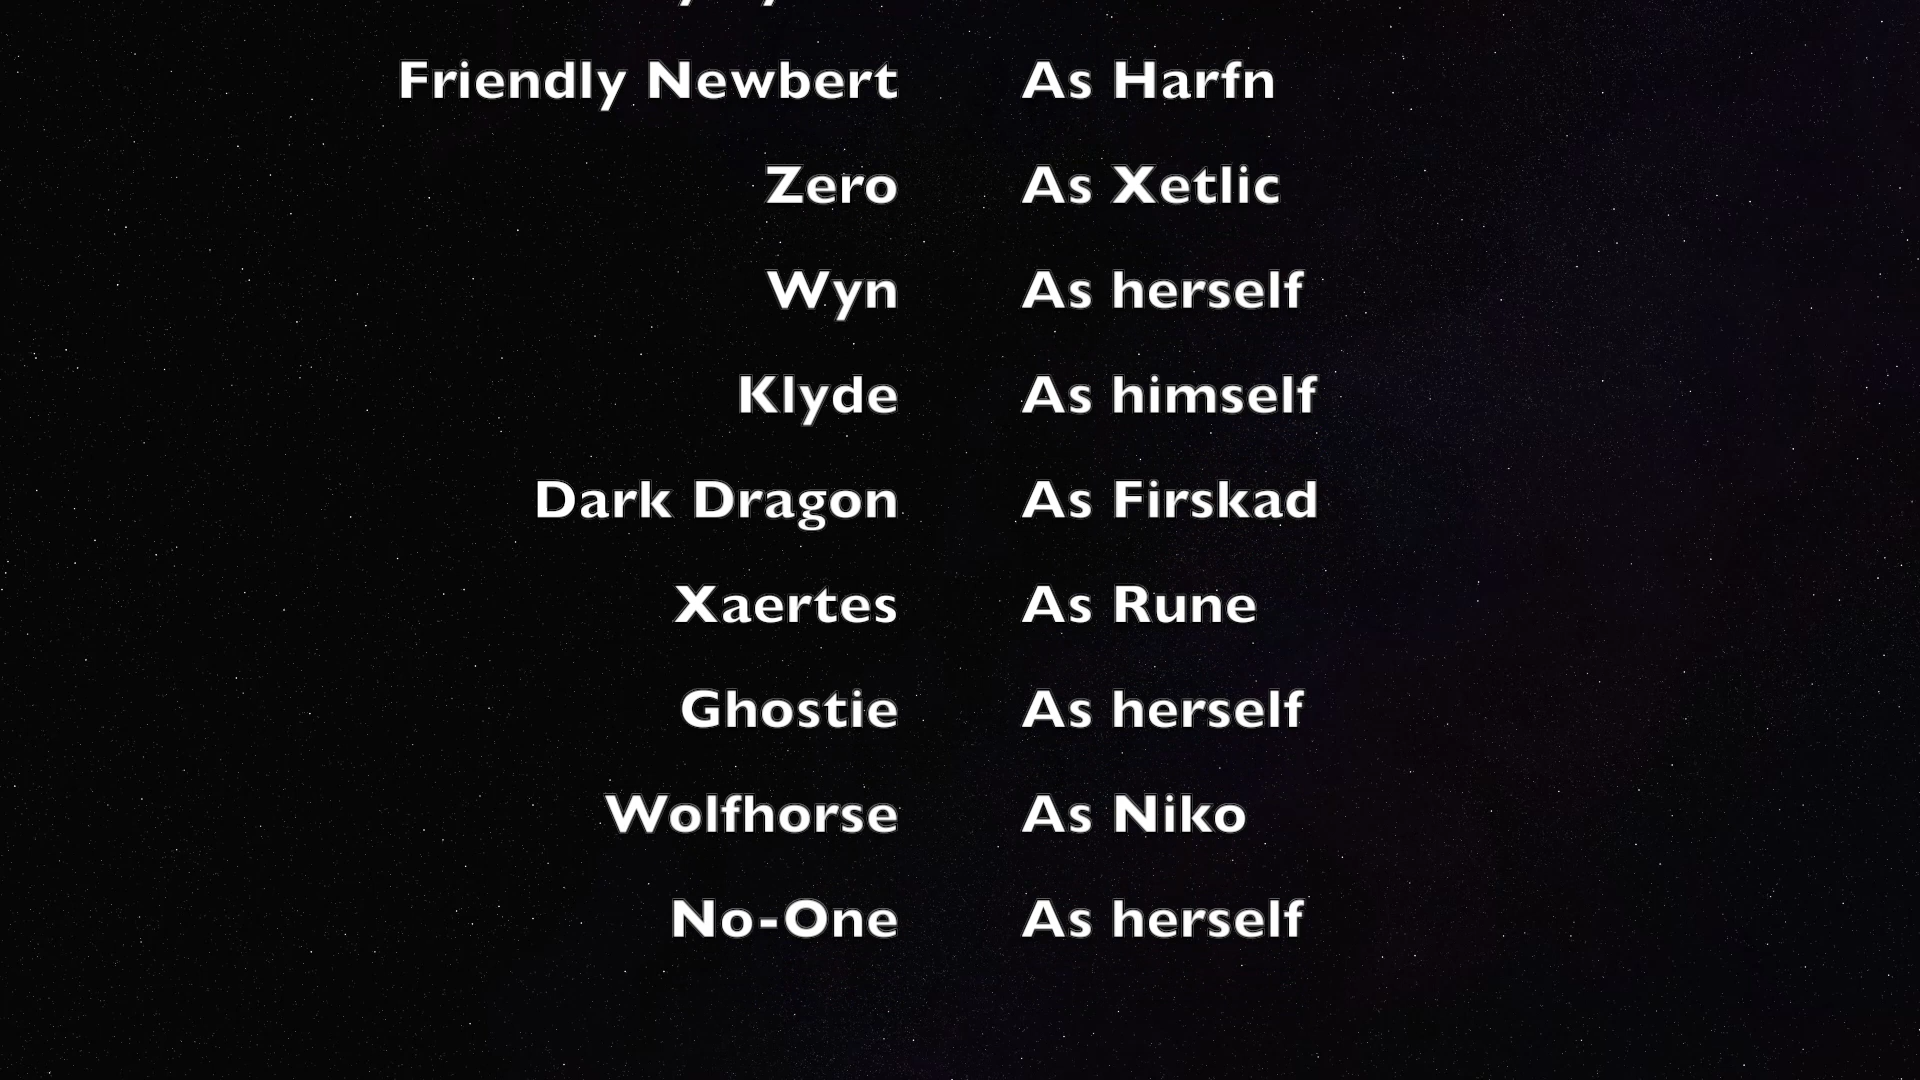 Friendly Newbert As Harfn
Zero As Xetlic
Wyn As herself
Klyde As himself
Dark Dragon As Firskad
Xaertes As Rune
Ghostie As herself
Wolfhorse As Niko
No-One As herself